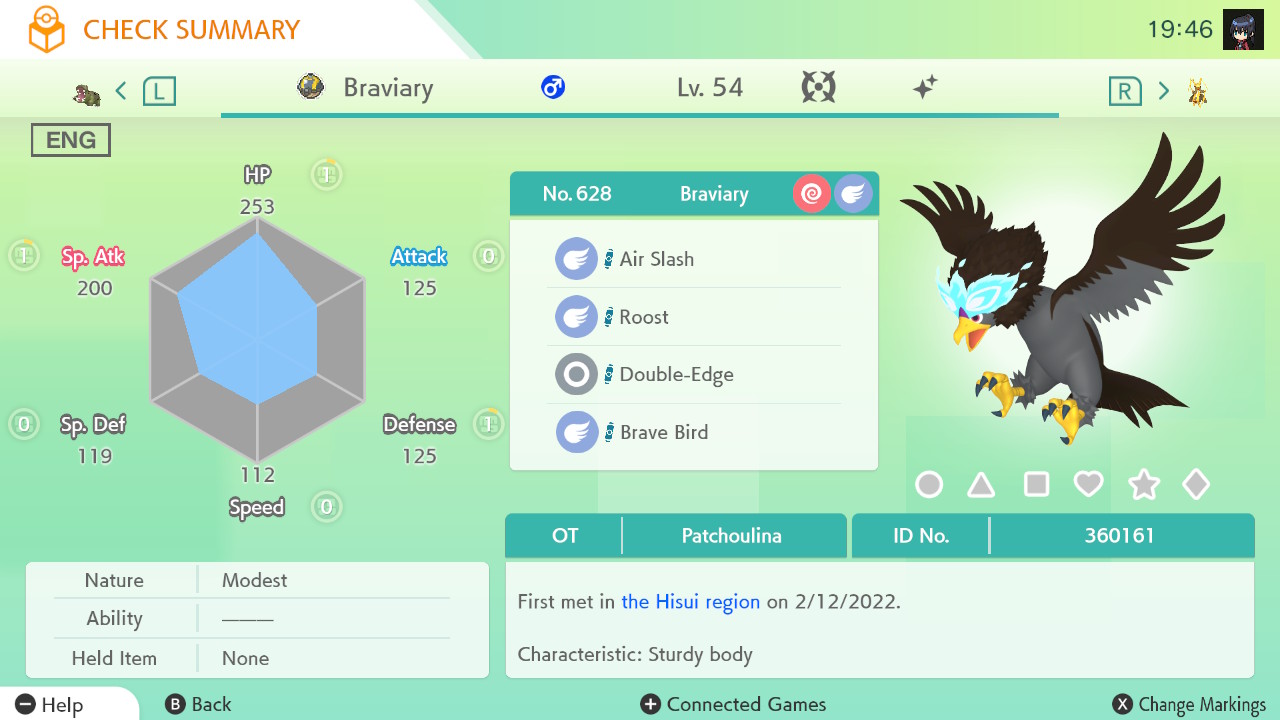 CHECK SUMMARY
19:46
L
Braviary
Lv. 54
R
ENG
HP
1
253
1
Sp. Atk
200
Attack
0
125
0
Sp. Def
119
Defense
1
125
112
Speed
0
No. 628 Braviary
Air Slash
Roost
Double-Edge
Brave Bird
OT Patchoulina ID No. 360161
Nature Modest
Ability ———
Held Item None
First met in the Hisui region on 2/12/2022.
Characteristic: Sturdy body
Help
B Back
Connected Games
X Change Markings